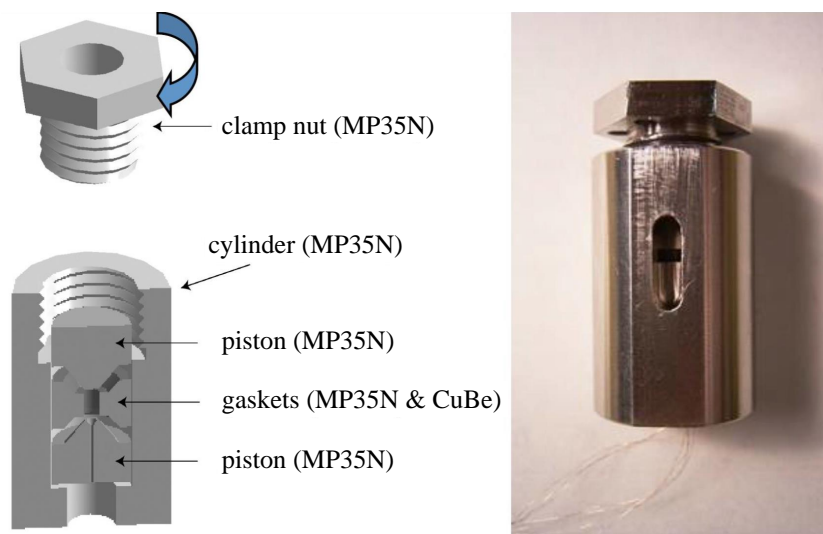 clamp nut (MP35N)
cylinder (MP35N)
piston (MP35N)
gaskets (MP35N & CuBe)
piston (MP35N)